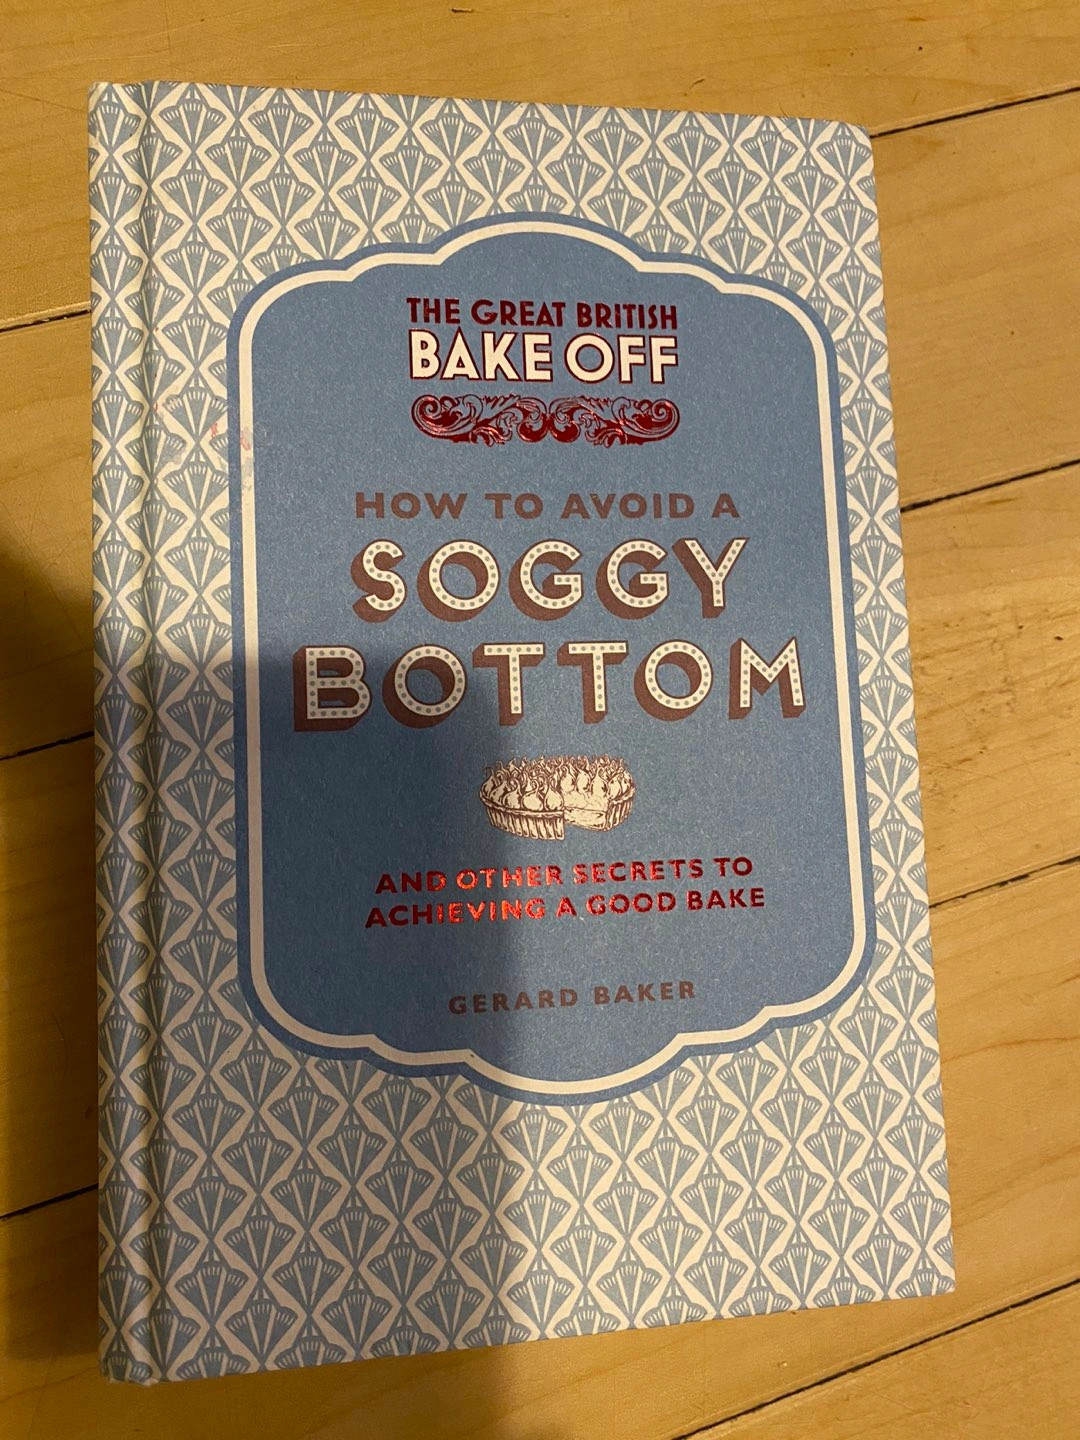 THE GREAT BRITISH
BAKE OFF
HOW TO AVOID A
SOGGY
BOTTOM
AND OTHER SECRETS TO
ACHIEVING A GOOD BAKE
GERARD BAKER